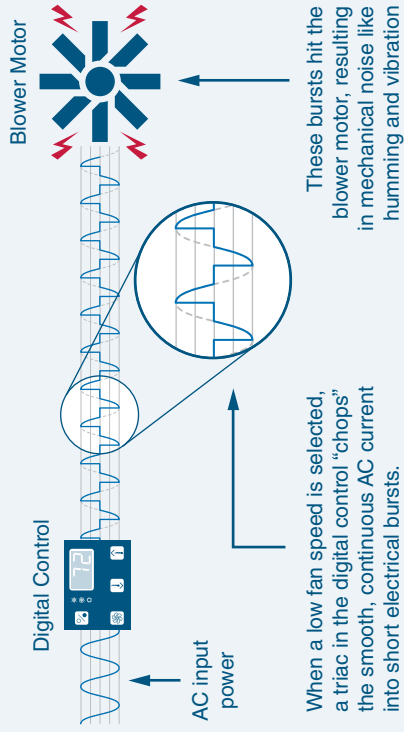 Digital Control
Blower Motor
72
AC input
power
When a low fan speed is selected,
a triac in the digital control “chops”
the smooth, continuous AC current
into short electrical bursts.
These bursts hit the
blower motor, resulting
in mechanical noise like
humming and vibration